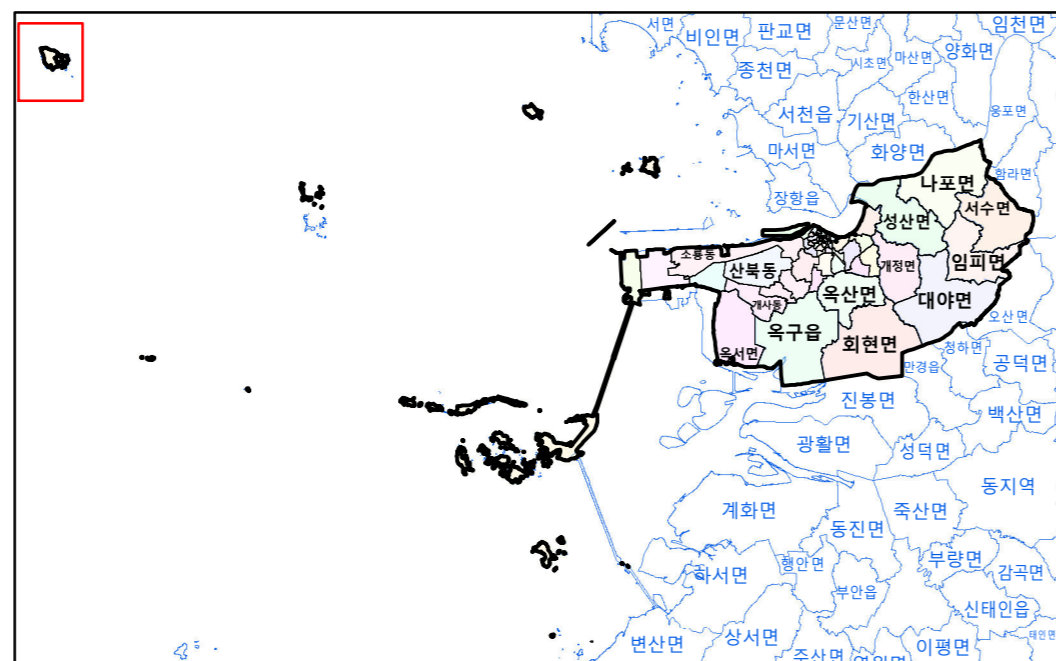 서면
비인면
판교면
문산면
임천면
종천면
시초면
마산면
양화면
서천읍
기산면
한산면
웅포면
마서면
화양면
함라면
장항읍
나포면
성산면
서수면
소룡동
산북동
개정면
임피면
개사동
옥산면
대야면
오산면
옥구읍
옥서면
회현면
청하면
만경읍
공덕면
진봉면
백산면
광활면
성덕면
동지역
계화면
동진면
죽산면
하서면
행안면
부안읍
부량면
감곡면
신태인읍
변산면
상서면
주산면
이평면
태인면